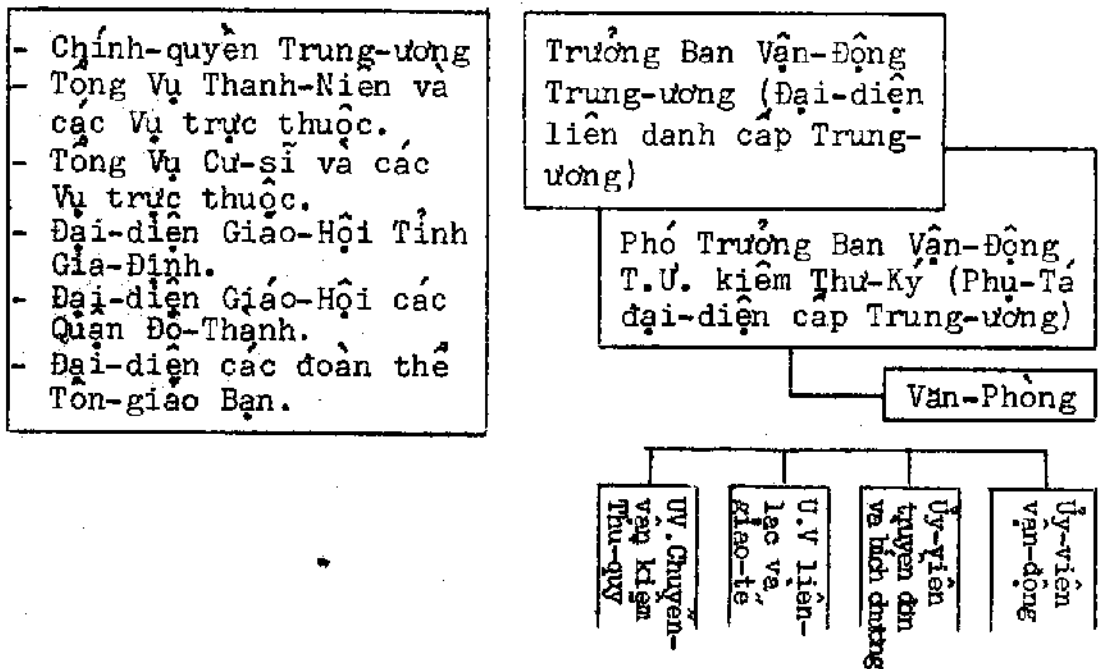 - Chính-quyền Trung-ương
- Tổng Vụ Thanh-Niên và
các Vụ trực thuộc.
- Tổng Vụ Cư-sĩ và các
Vụ trực thuộc.
- Đại-diện Giáo-Hội Tỉnh
Gia-Định.
- Đại-diện Giáo-Hội các
Quận Đô-Thành.
- Đại-diện các đoàn thể
Tôn-giáo Bạn.
Trưởng Ban Vận-Động
Trung-ương (Đại-diện
liên danh cấp Trung-
ương)
Phó Trưởng Ban Vận-Động
T.Ư. kiêm Thư-Ký (Phụ-Tá
đại-diện cấp Trung-ương)
Văn-Phòng
UV.Chuyển-
vận kiêm
Thu-quỹ
U.V liên-
lạc và
giao-tế
Ủy-viên
truyền đơn
và bích chương
Ủy-viên
vận-động